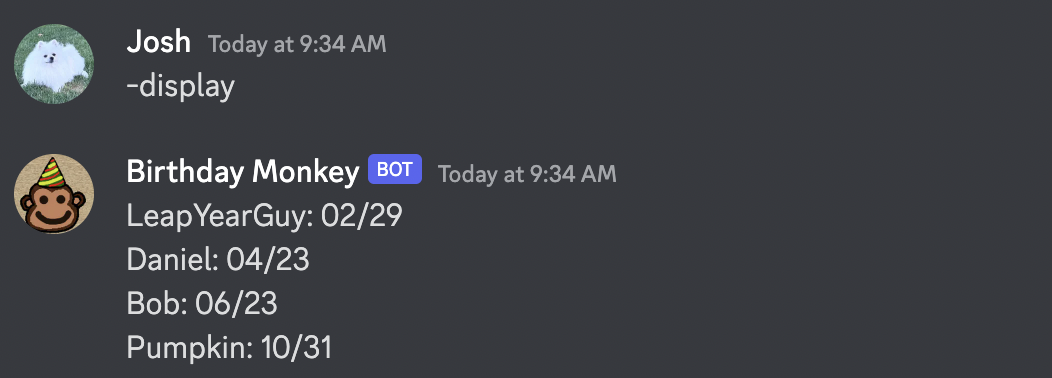 Josh Today at 9:34 AM
-display
Birthday Monkey BOT Today at 9:34 AM
LeapYearGuy: 02/29
Daniel: 04/23
Bob: 06/23
Pumpkin: 10/31